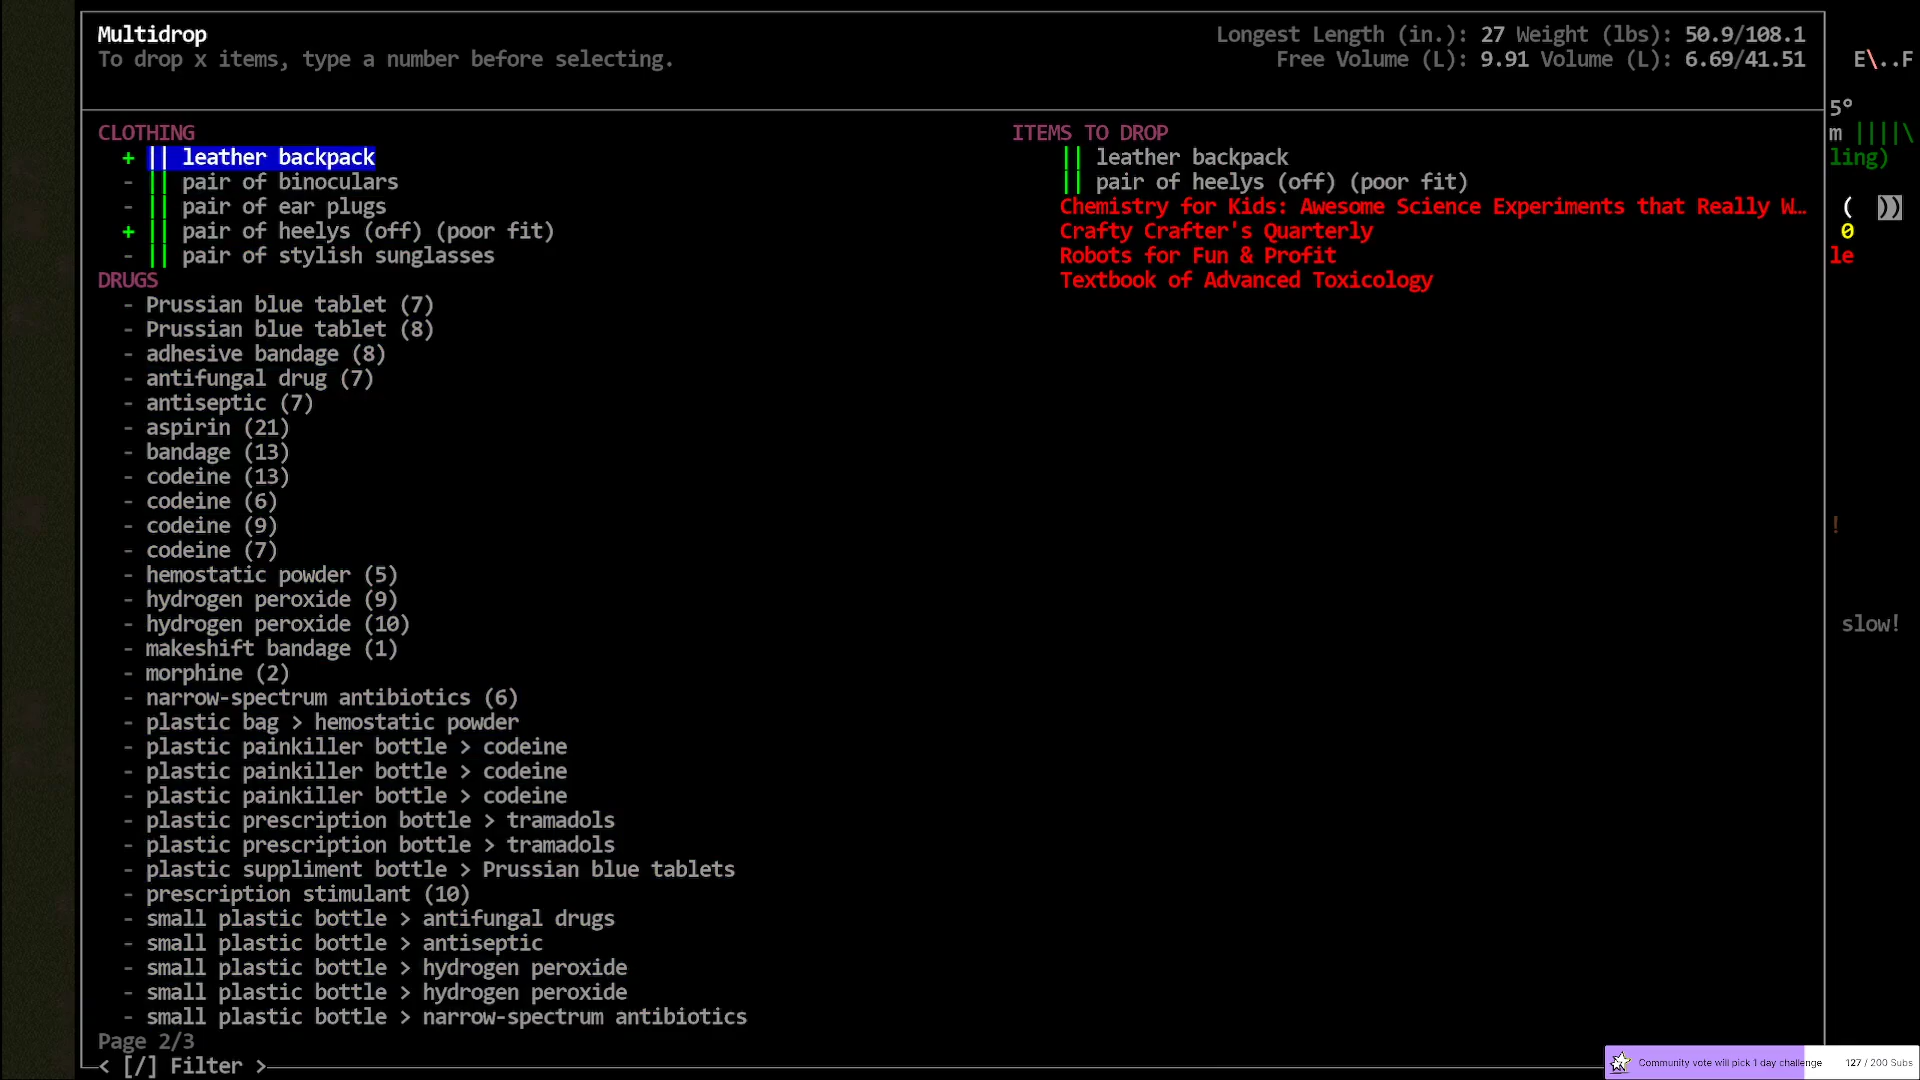 Multidrop
To drop x items, type a number before selecting.
Longest Length (in.): 27 Weight (lbs): 50.9/108.1
Free Volume (L): 9.91 Volume (L): 6.69/41.51
E\..F
5°
m ||||\
ling)
( ))
0
le
!
slow!
CLOTHING
+ || leather backpack
- || pair of binoculars
- || pair of ear plugs
+ || pair of heelys (off) (poor fit)
- || pair of stylish sunglasses
DRUGS
- Prussian blue tablet (7)
- Prussian blue tablet (8)
- adhesive bandage (8)
- antifungal drug (7)
- antiseptic (7)
- aspirin (21)
- bandage (13)
- codeine (13)
- codeine (6)
- codeine (9)
- codeine (7)
- hemostatic powder (5)
- hydrogen peroxide (9)
- hydrogen peroxide (10)
- makeshift bandage (1)
- morphine (2)
- narrow-spectrum antibiotics (6)
- plastic bag > hemostatic powder
- plastic painkiller bottle > codeine
- plastic painkiller bottle > codeine
- plastic painkiller bottle > codeine
- plastic prescription bottle > tramadols
- plastic prescription bottle > tramadols
- plastic suppliment bottle > Prussian blue tablets
- prescription stimulant (10)
- small plastic bottle > antifungal drugs
- small plastic bottle > antiseptic
- small plastic bottle > hydrogen peroxide
- small plastic bottle > hydrogen peroxide
- small plastic bottle > narrow-spectrum antibiotics
Page 2/3
< [/] Filter >
ITEMS TO DROP
|| leather backpack
|| pair of heelys (off) (poor fit)
Chemistry for Kids: Awesome Science Experiments that Really W…
Crafty Crafter's Quarterly
Robots for Fun & Profit
Textbook of Advanced Toxicology
Community vote will pick 1 day challenge 127 / 200 Subs